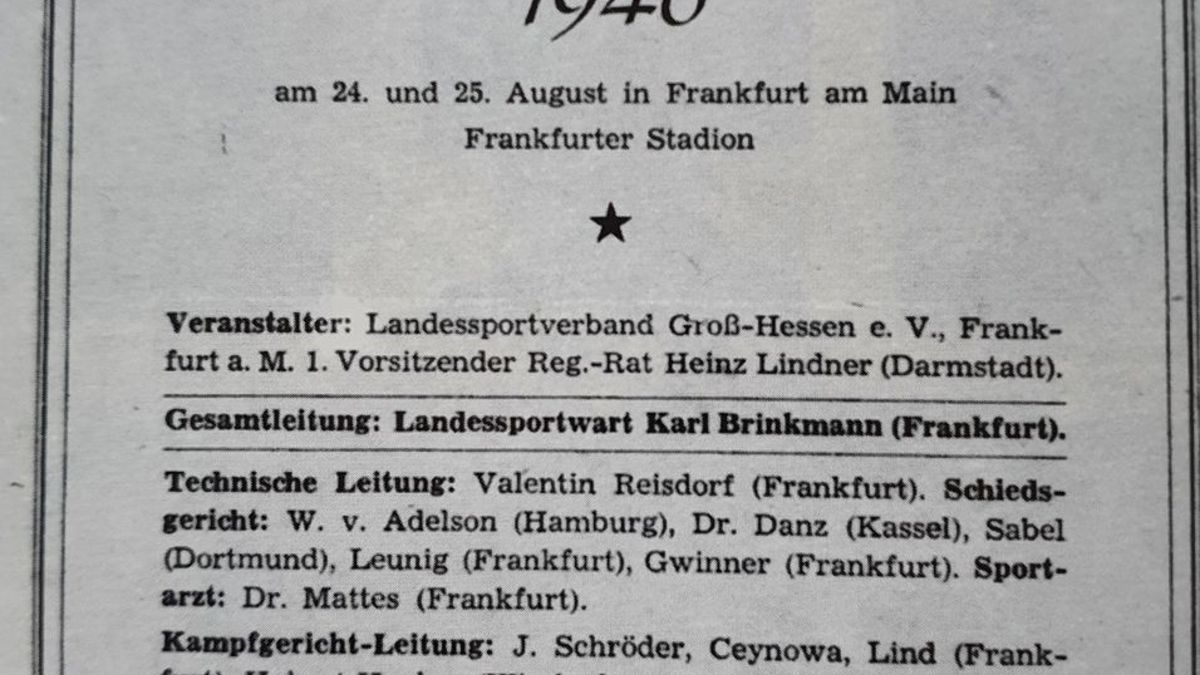 1946
am 24. und 25. August in Frankfurt am Main
Frankfurter Stadion
Veranstalter: Landessportverband Groß-Hessen e. V., Frank-
furt a. M. 1. Vorsitzender Reg.-Rat Heinz Lindner (Darmstadt).
Gesamtleitung: Landessportwart Karl Brinkmann (Frankfurt).
Technische Leitung: Valentin Reisdorf (Frankfurt). Schieds-
gericht: W. v. Adelson (Hamburg), Dr. Danz (Kassel), Sabel
(Dortmund), Leunig (Frankfurt), Gwinner (Frankfurt). Sport-
arzt: Dr. Mattes (Frankfurt).
Kampfgericht-Leitung: J. Schröder, Ceynowa, Lind (Frank-